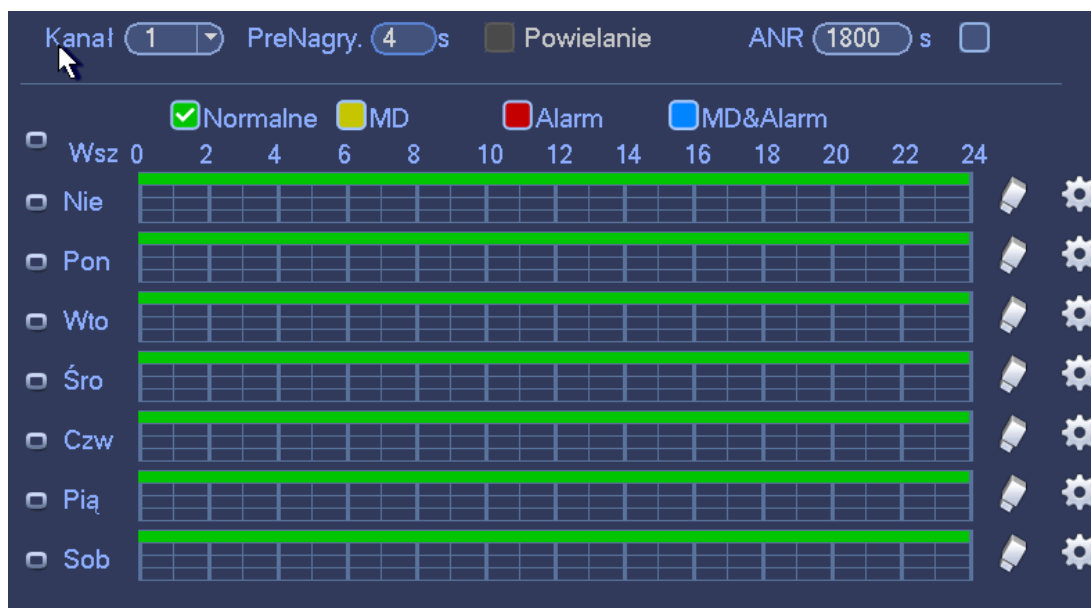 Kanał 1 PreNagry. 4 s Powielanie ANR 1800 s
Normalne MD Alarm MD&Alarm
Wsz 0 2 4 6 8 10 12 14 16 18 20 22 24
Nie
Pon
Wto
Śro
Czw
Pią
Sob